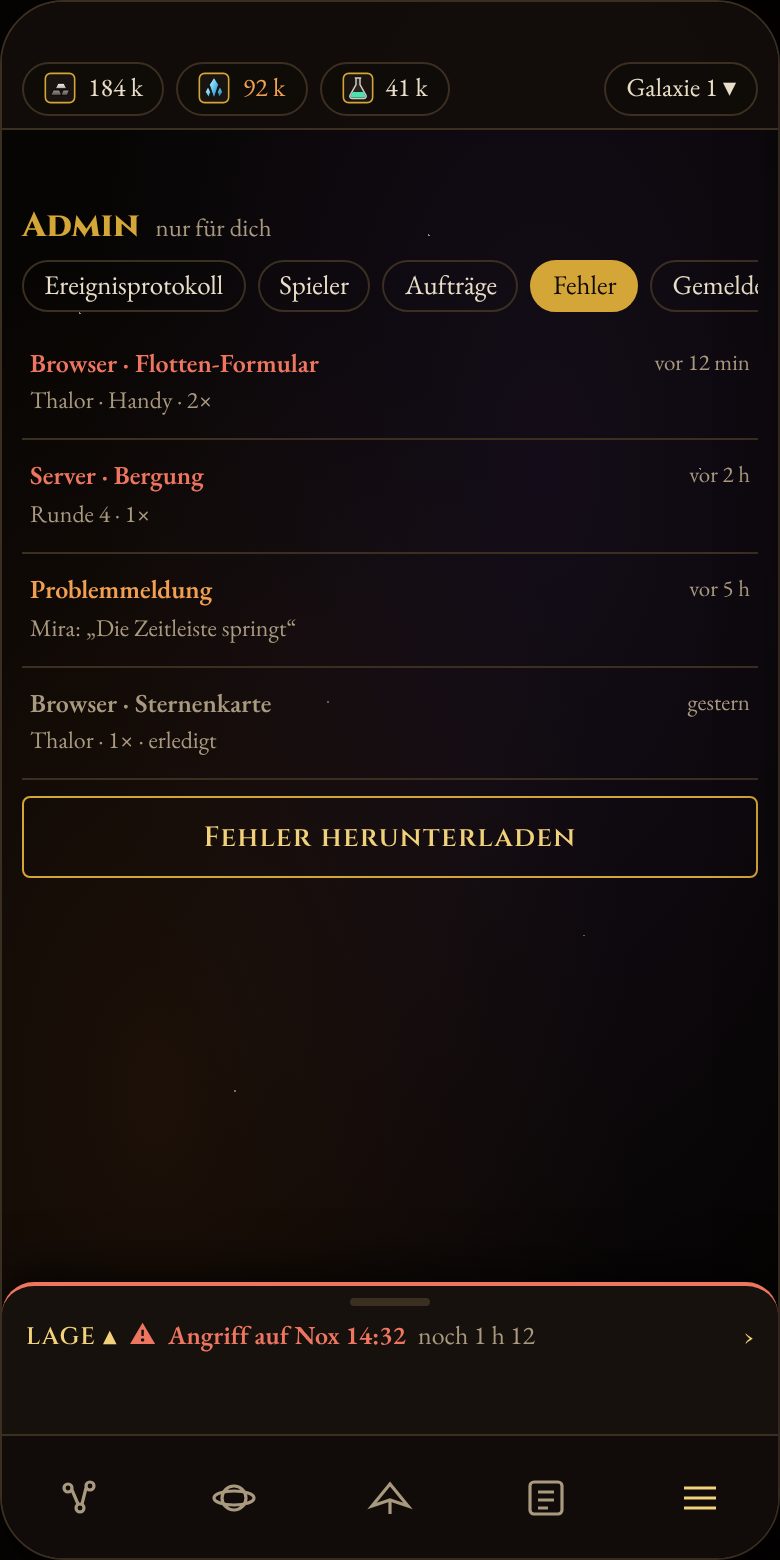 184 k 92 k 41 k Galaxie 1 ▼
Admin nur für dich
Ereignisprotokoll Spieler Aufträge Fehler Gemelde
Browser · Flotten-Formular vor 12 min
Thalor · Handy · 2×
Server · Bergung vor 2 h
Runde 4 · 1×
Problemmeldung vor 5 h
Mira: „Die Zeitleiste springt“
Browser · Sternenkarte gestern
Thalor · 1× · erledigt
Fehler herunterladen
LAGE ▲ Angriff auf Nox 14:32 noch 1 h 12 ›